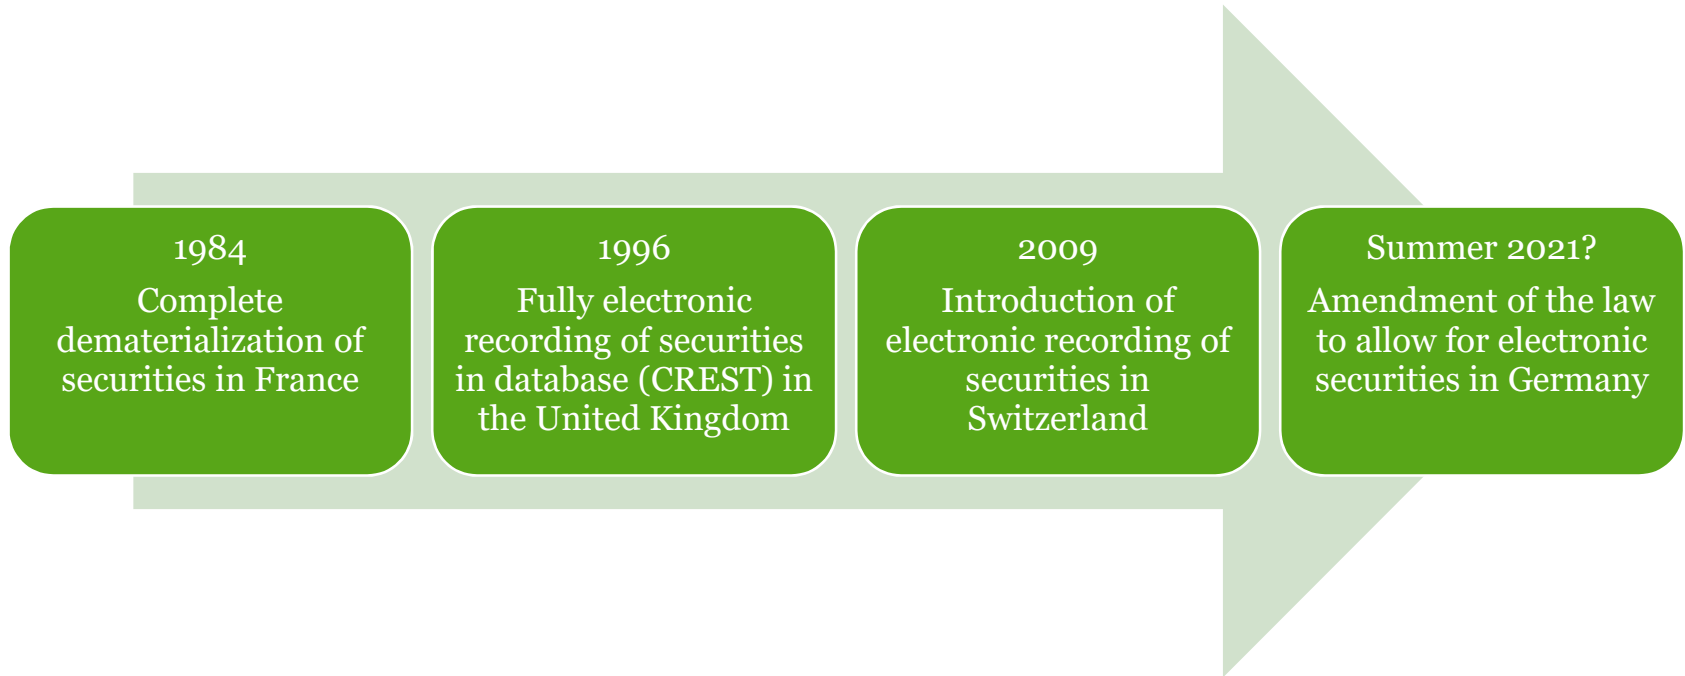 1984
Complete
dematerialization of
securities in France
1996
Fully electronic
recording of securities
in database (CREST) in
the United Kingdom
2009
Introduction of
electronic recording of
securities in
Switzerland
Summer 2021?
Amendment of the law
to allow for electronic
securities in Germany